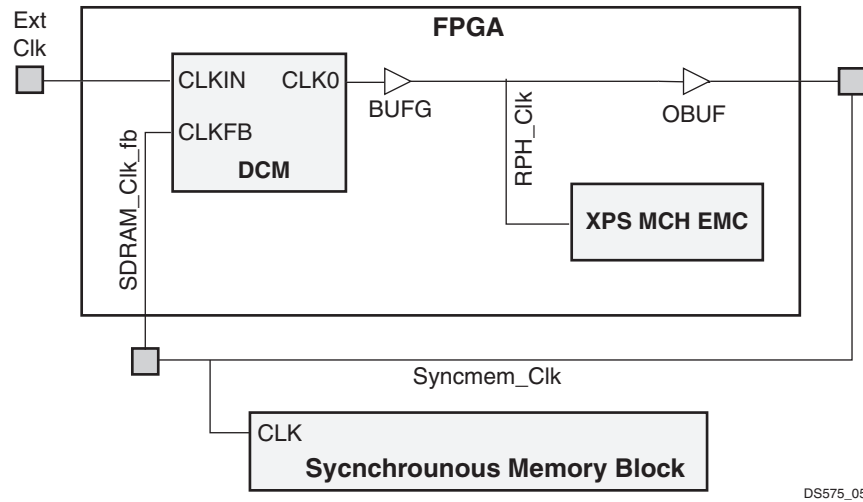 Ext
Clk
FPGA
CLKIN
CLK0
BUFG
OBUF
CLKFB
DCM
SDRAM_Clk_fb
RPH_Clk
XPS MCH EMC
Syncmem_Clk
CLK
Sycnchrounous Memory Block
DS575_05